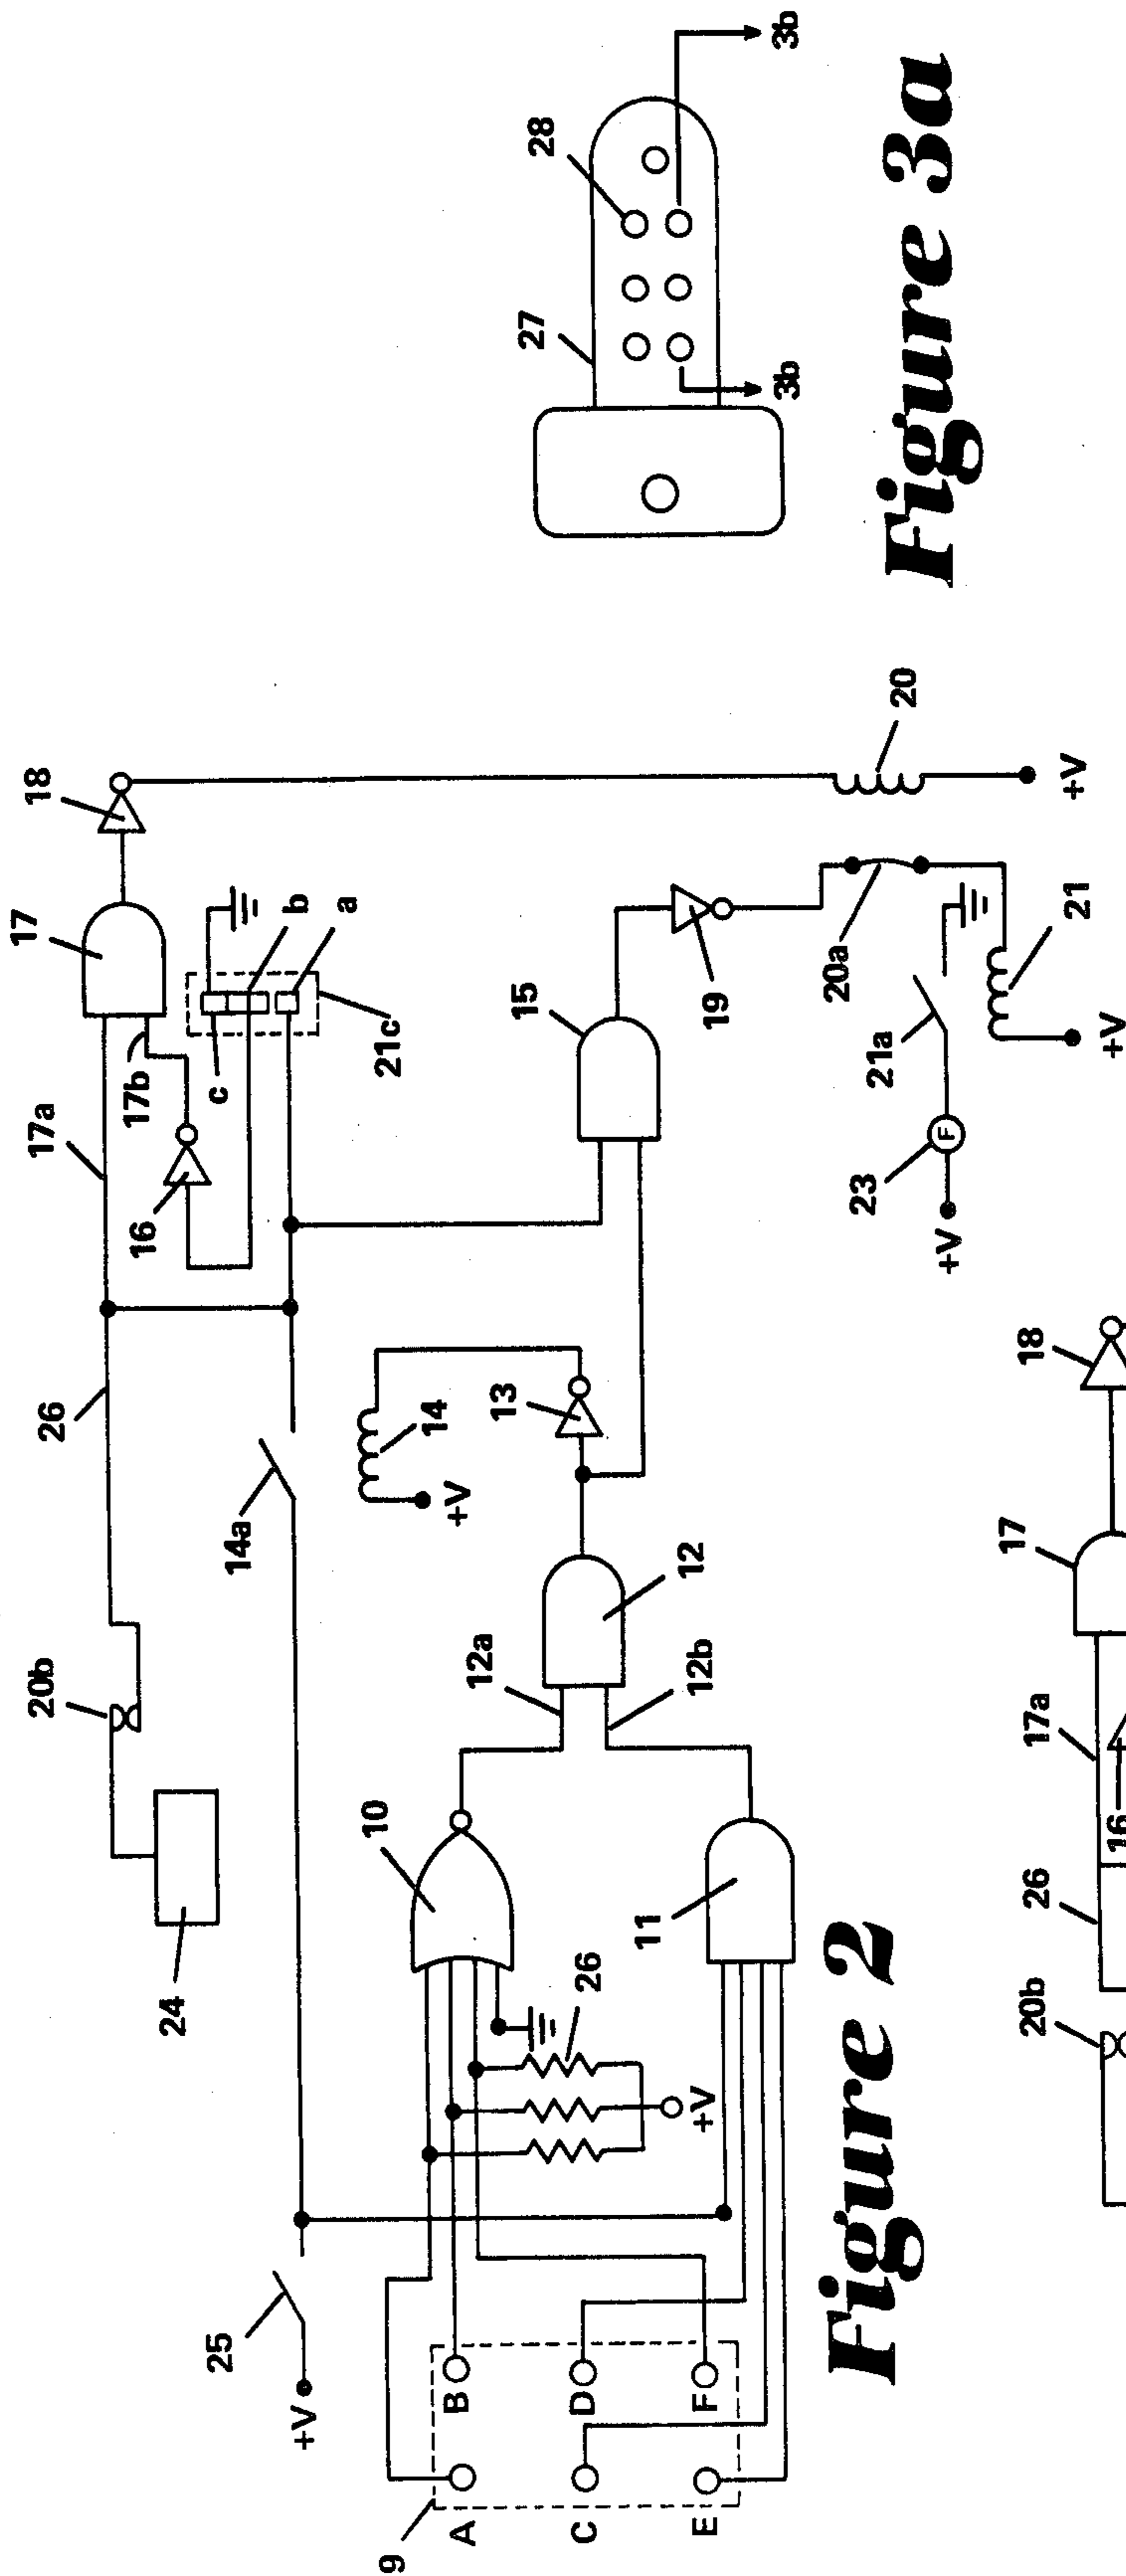 18
17
17a
17b
26
16
c
b
a
21c
20b
24
14a
25
+V
14
+V
13
15
19
20
+V
20a
21a
21
+V
23
F
+V
12a
12
12b
10
26
+V
11
9
A
B
C
D
E
F
Figure 2
27
28
3b
3b
Figure 3a
20b
26
17a
16
17
18